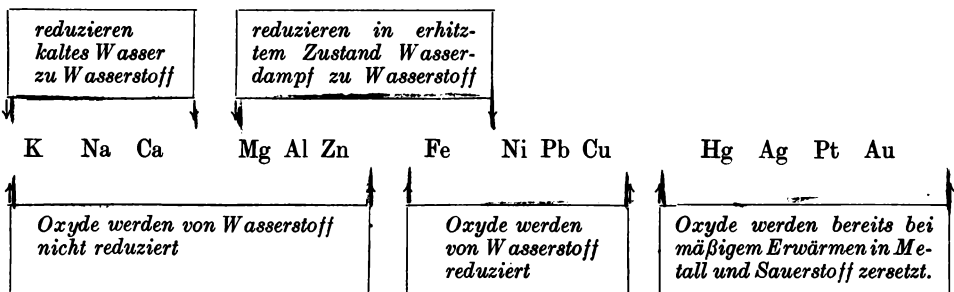 reduzieren
kaltes Wasser
zu Wasserstoff
reduzieren in erhitz-
tem Zustand Wasser-
dampf zu Wasserstoff
K Na Ca Mg Al Zn Fe Ni Pb Cu Hg Ag Pt Au
Oxyde werden von Wasserstoff
nicht reduziert
Oxyde werden
von Wasserstoff
reduziert
Oxyde werden bereits bei
mäßigem Erwärmen in Me-
tall und Sauerstoff zersetzt.